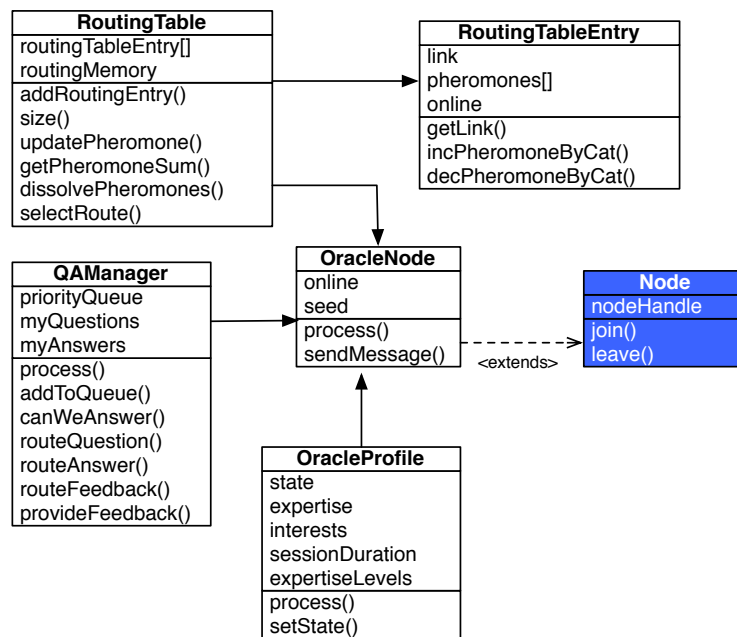 RoutingTable
routingTableEntry[]
routingMemory
addRoutingEntry()
size()
updatePheromone()
getPheromoneSum()
dissolvePheromones()
selectRoute()
RoutingTableEntry
link
pheromones[]
online
getLink()
incPheromoneByCat()
decPheromoneByCat()
QAManager
priorityQueue
myQuestions
myAnswers
process()
addToQueue()
canWeAnswer()
routeQuestion()
routeAnswer()
routeFeedback()
provideFeedback()
OracleNode
online
seed
process()
sendMessage()
<extends>
Node
nodeHandle
join()
leave()
OracleProfile
state
expertise
interests
sessionDuration
expertiseLevels
process()
setState()